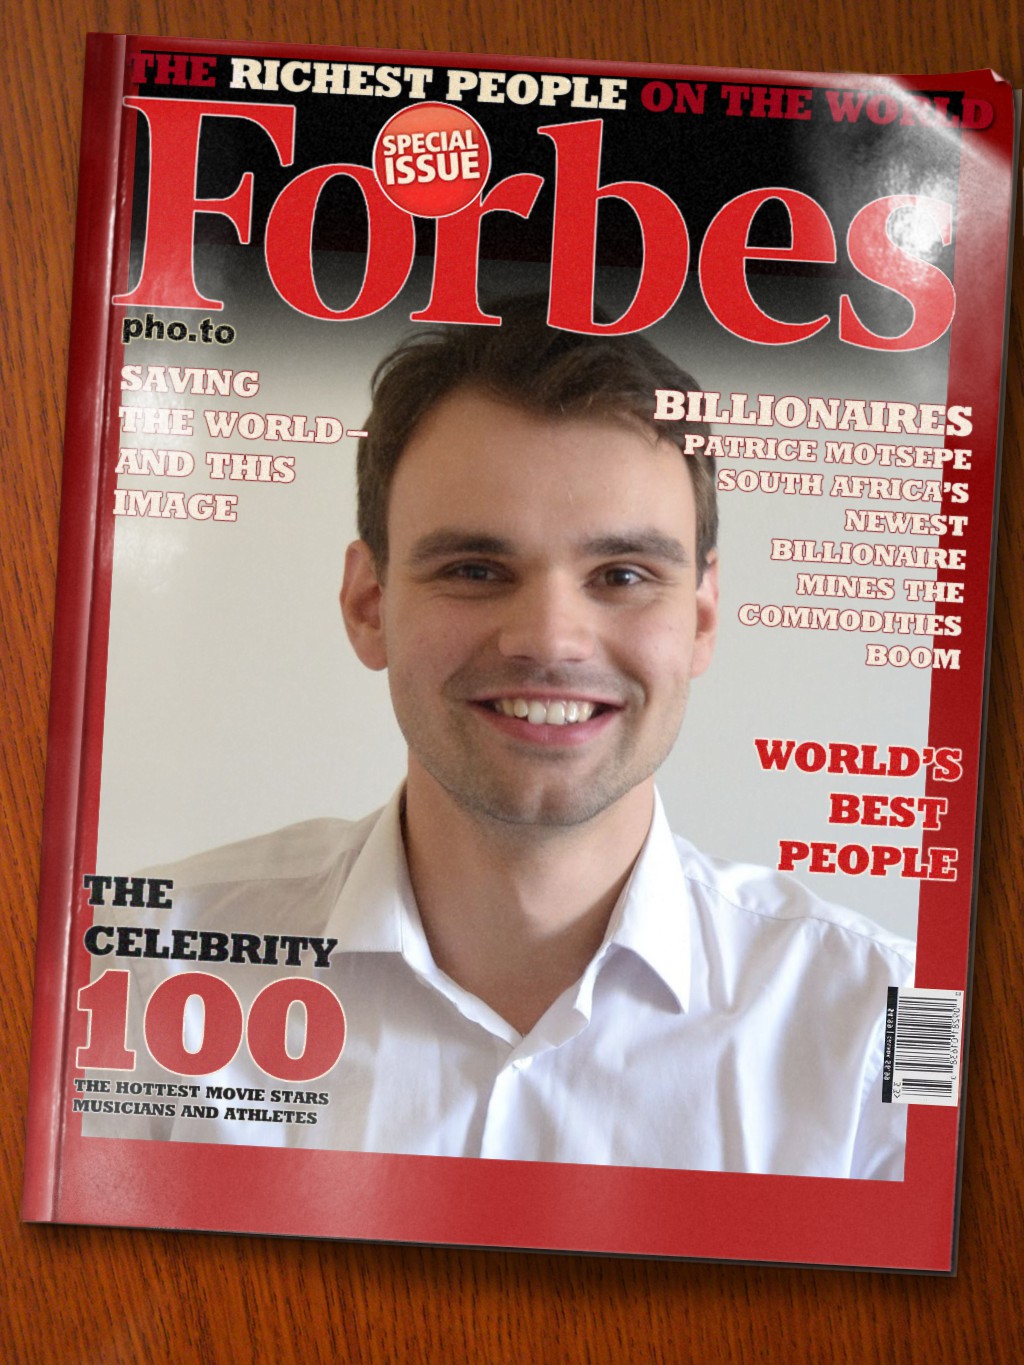 THE RICHEST PEOPLE ON THE WORLD
Forbes
SPECIAL
ISSUE
pho.to
SAVING
THE WORLD–
AND THIS
IMAGE
BILLIONAIRES
PATRICE MOTSEPE
SOUTH AFRICA'S
NEWEST
BILLIONAIRE
MINES THE
COMMODITIES
BOOM
WORLD'S
BEST
PEOPLE
THE
CELEBRITY
100
THE HOTTEST MOVIE STARS
MUSICIANS AND ATHLETES